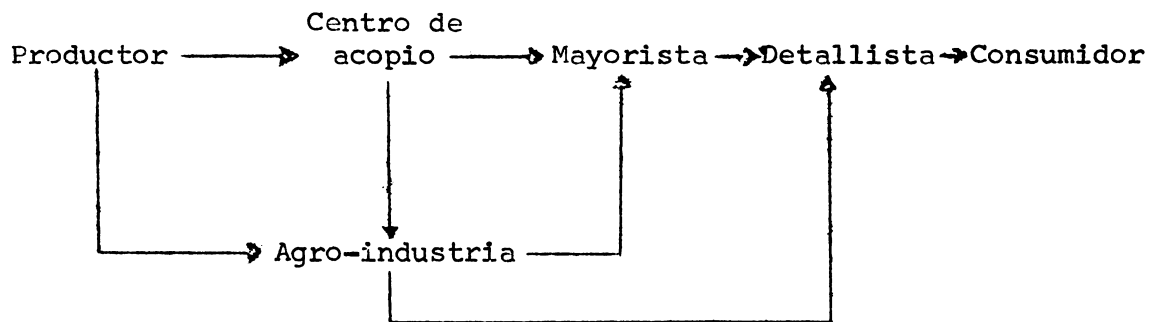 Centro de
Productor acopio Mayorista Detallista Consumidor
Agro-industria